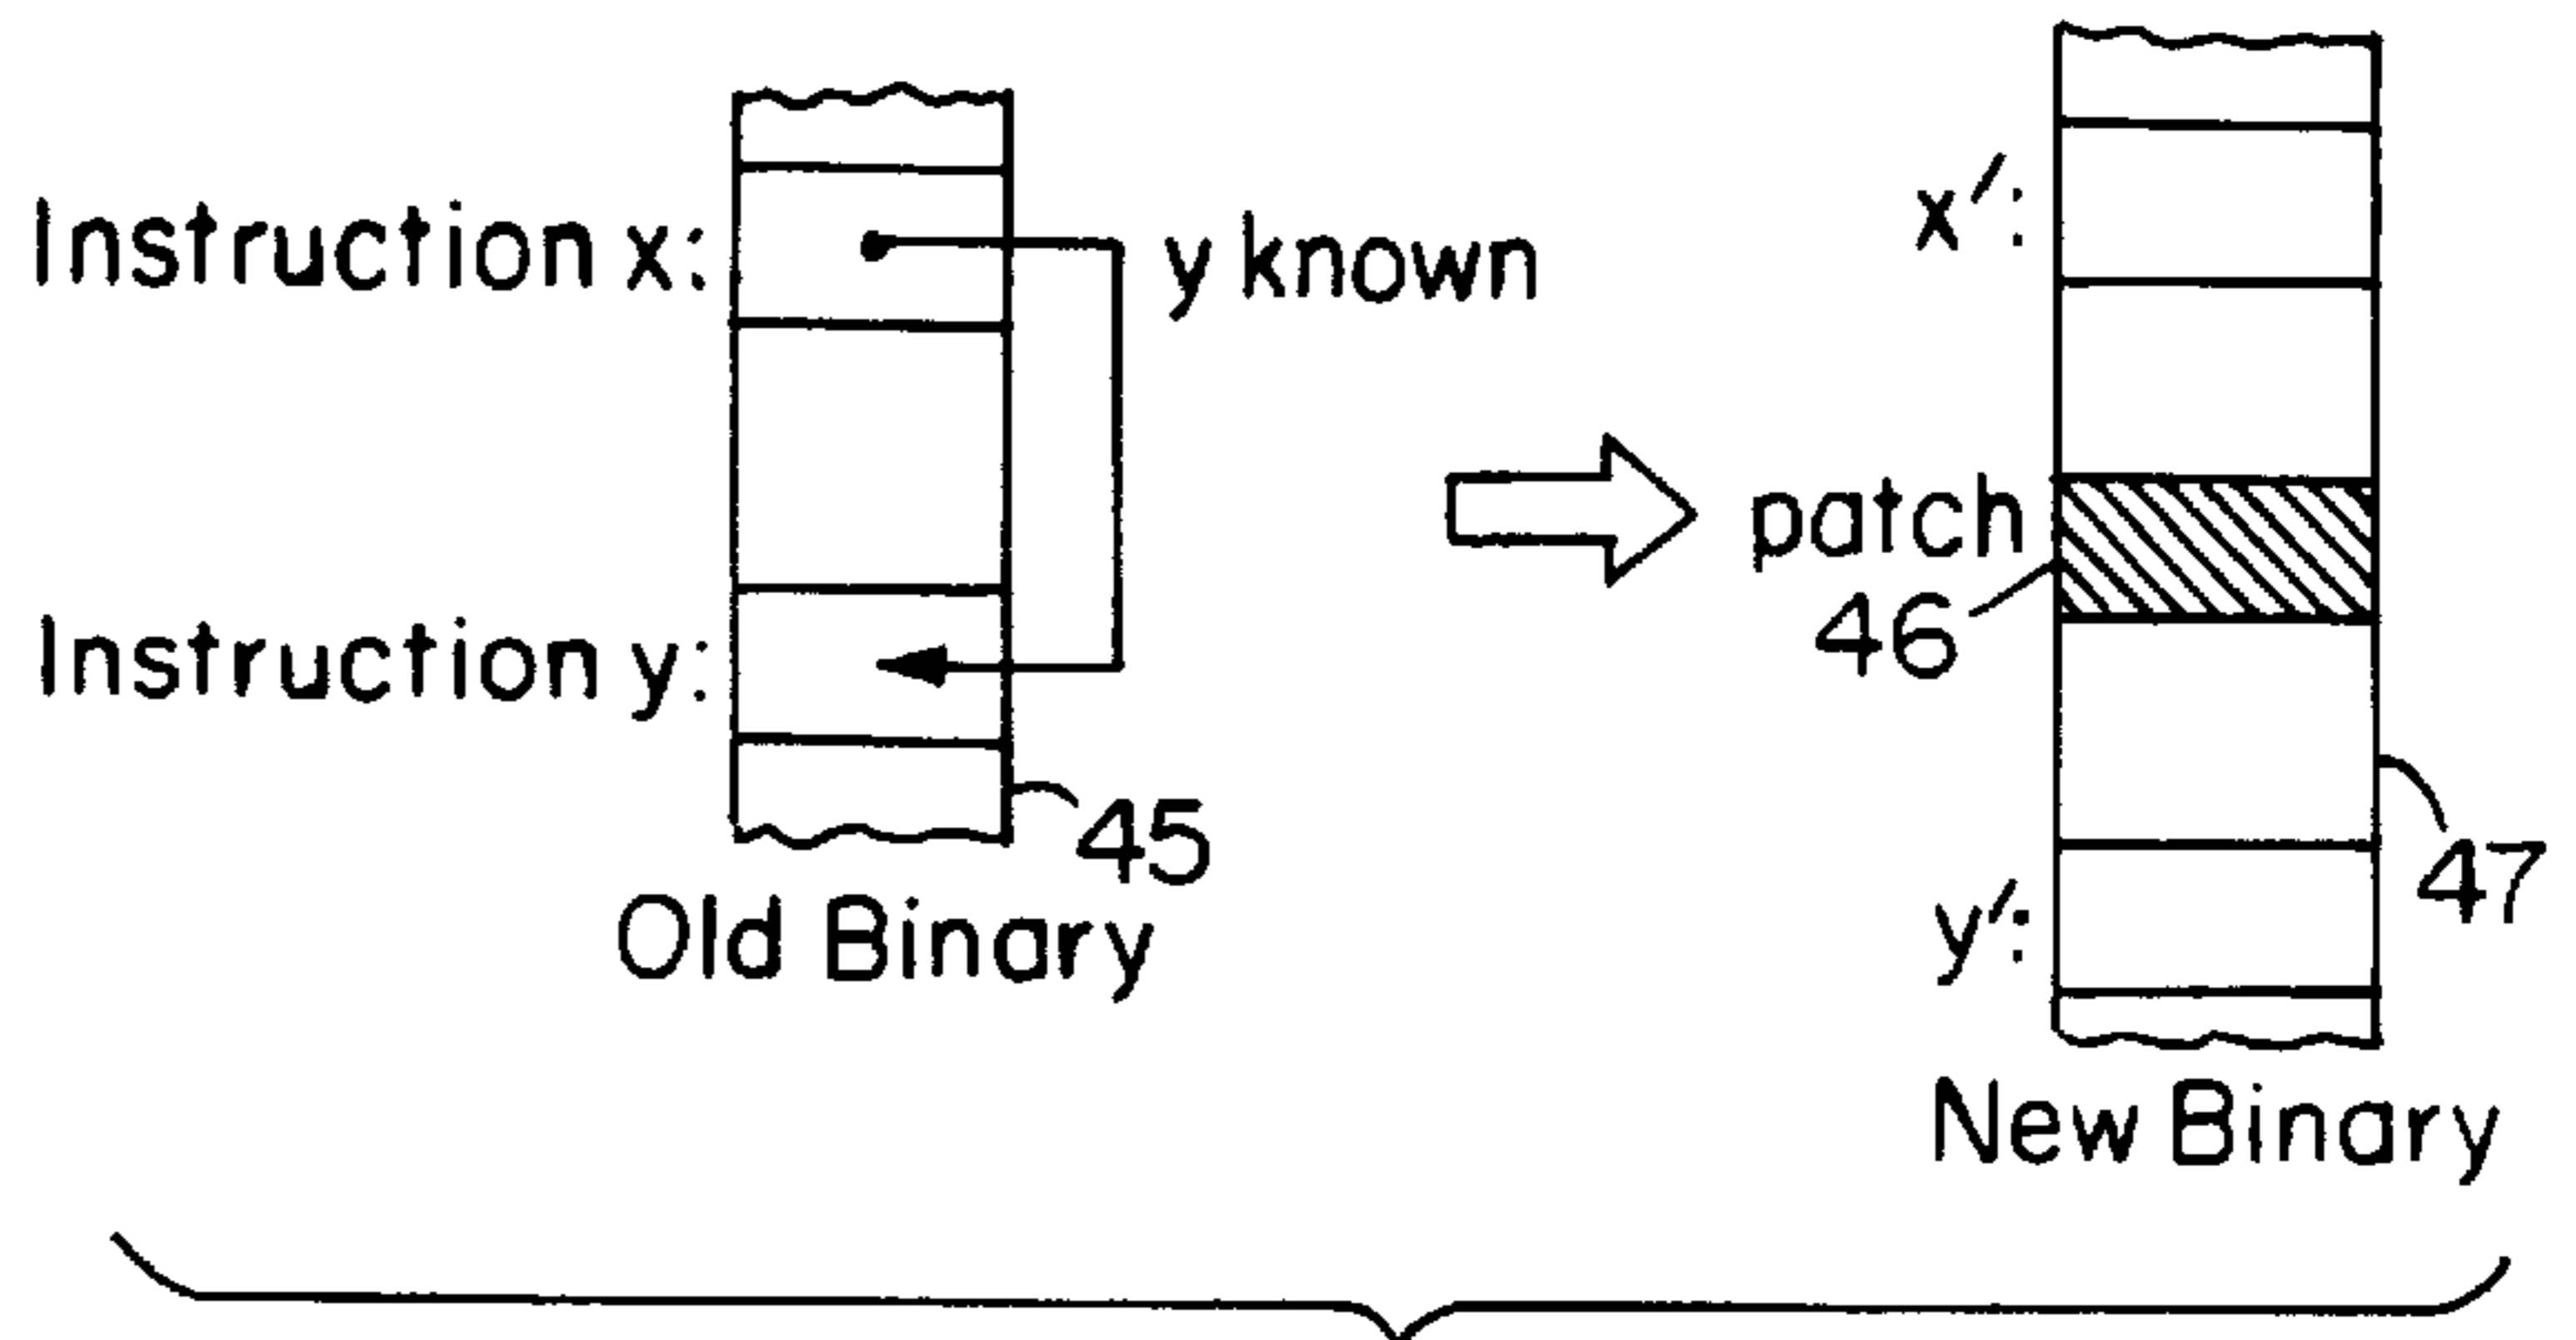 Instruction x:
y known
Instruction y:
45
Old Binary
x′:
patch
46
47
y′:
New Binary